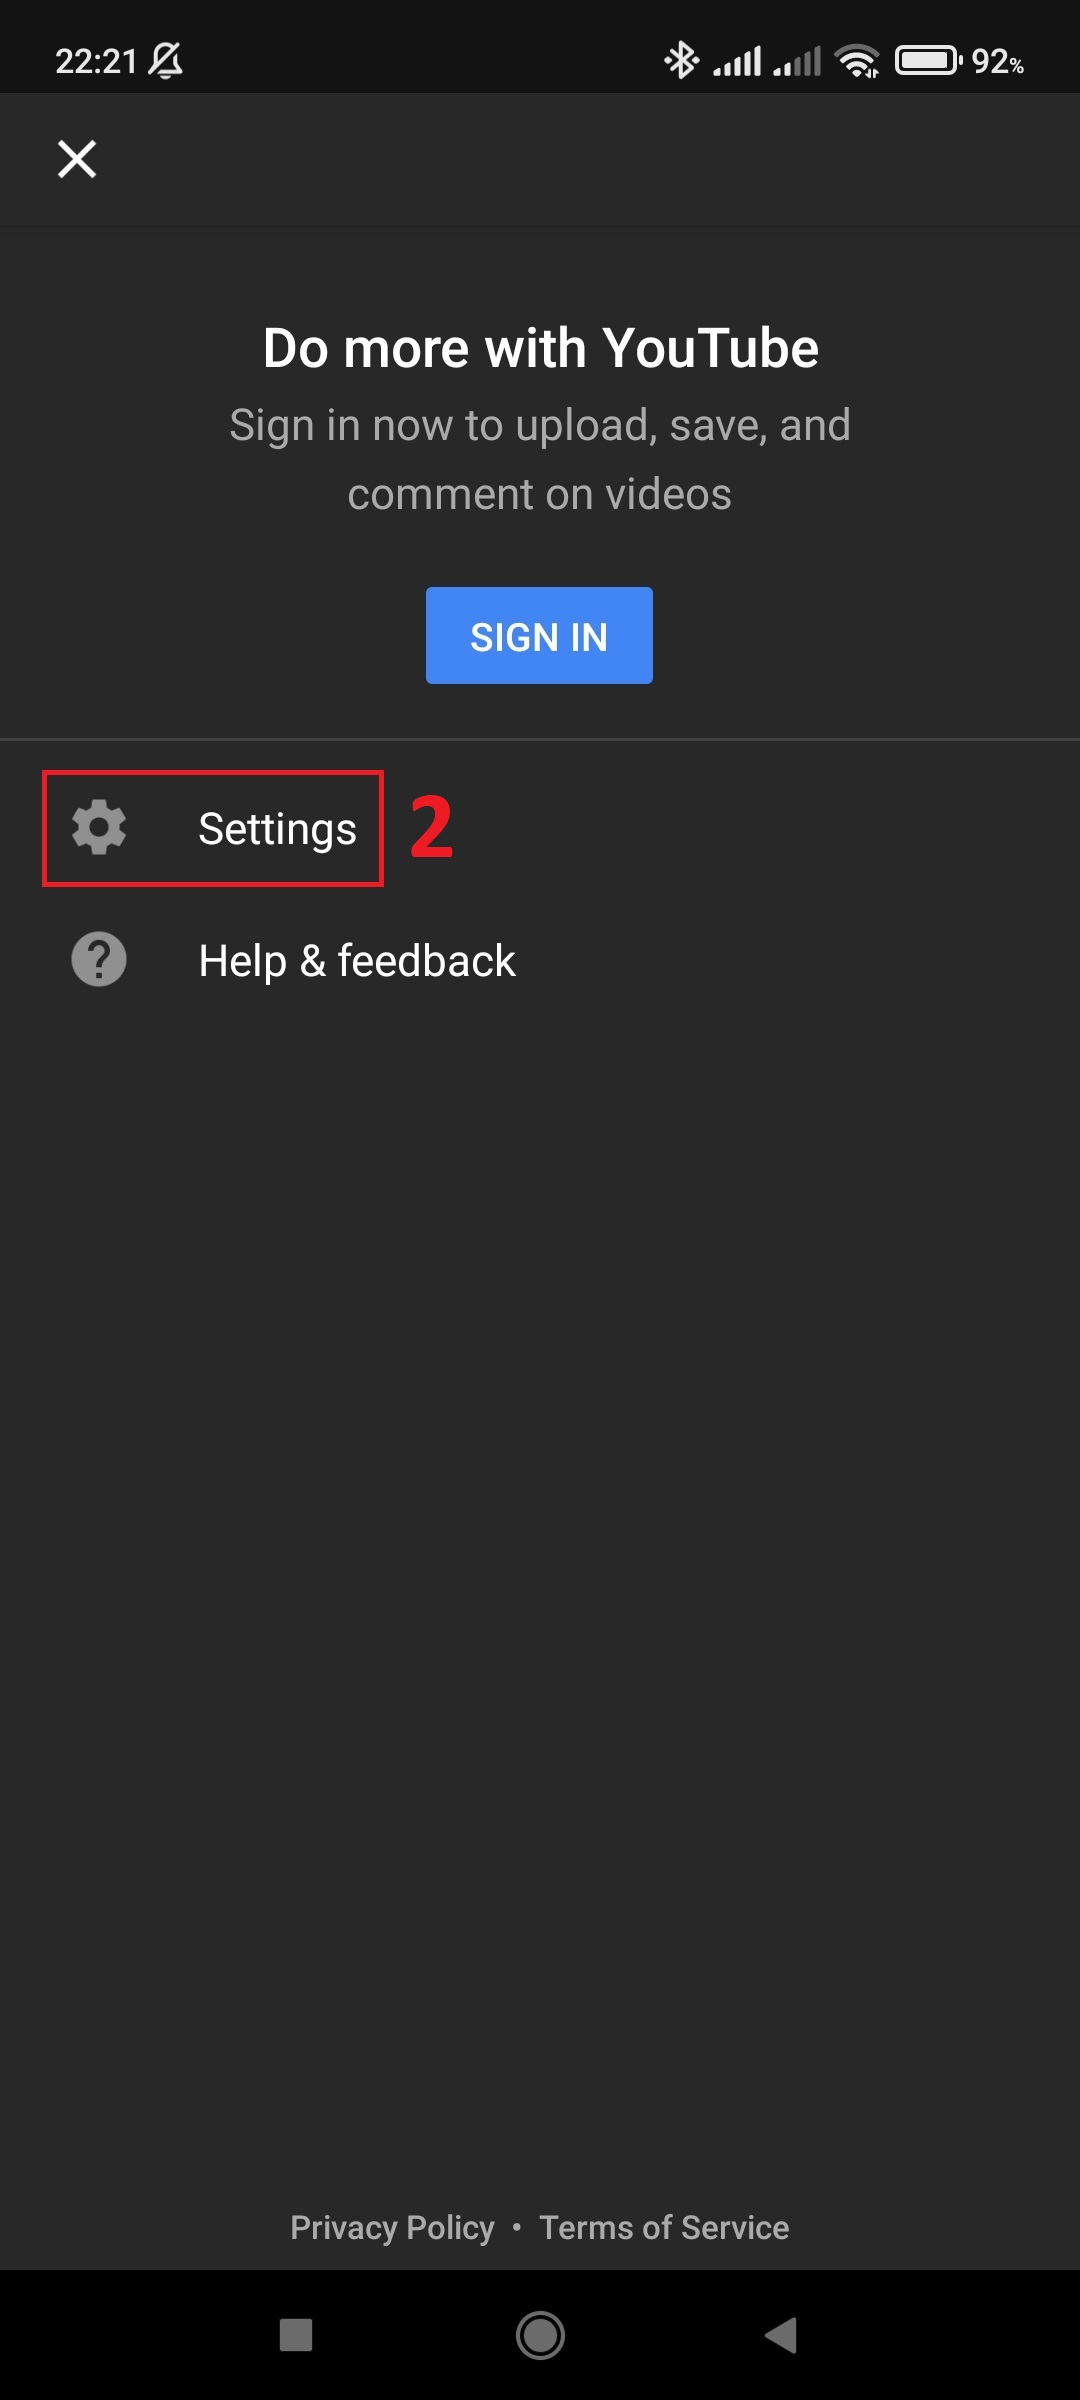 22:21 92%
Do more with YouTube
Sign in now to upload, save, and
comment on videos
SIGN IN
Settings 2
Help & feedback
Privacy Policy • Terms of Service